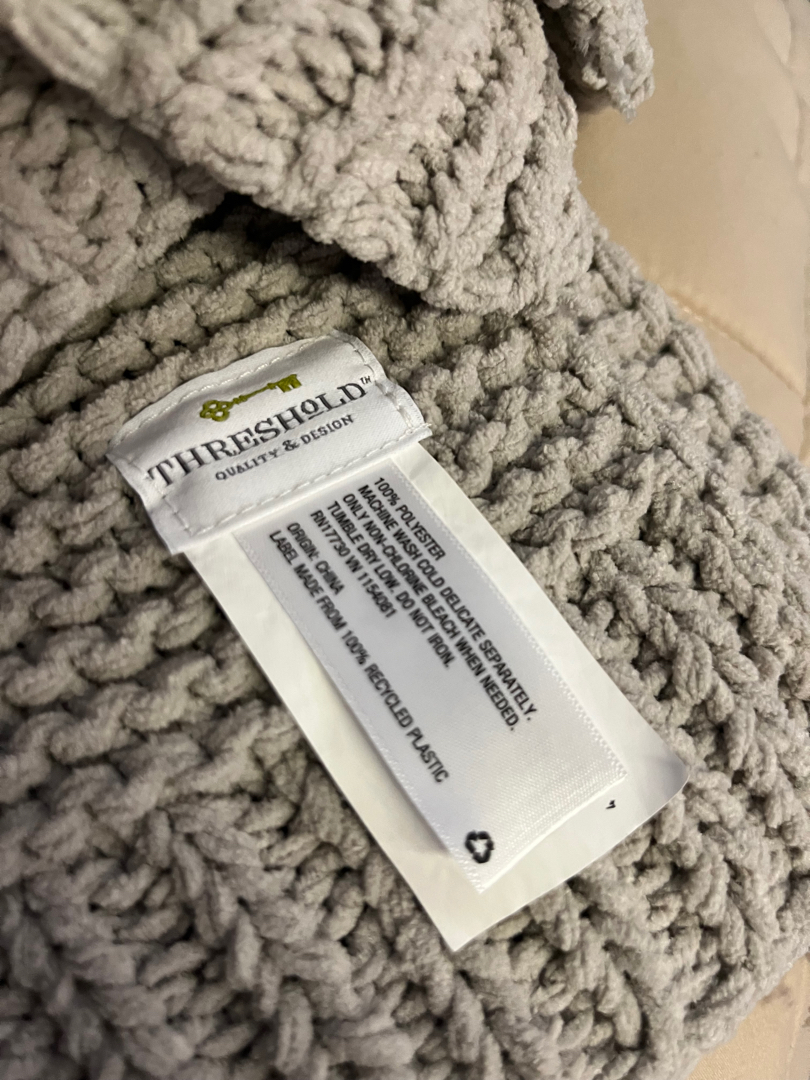 THRESHOLD™
QUALITY & DESIGN
100% POLYESTER
MACHINE WASH COLD DELICATE SEPARATELY.
ONLY NON-CHLORINE BLEACH WHEN NEEDED.
TUMBLE DRY LOW. DO NOT IRON.
RN17730 VN 1154061
ORIGIN: CHINA
LABEL MADE FROM 100% RECYCLED PLASTIC